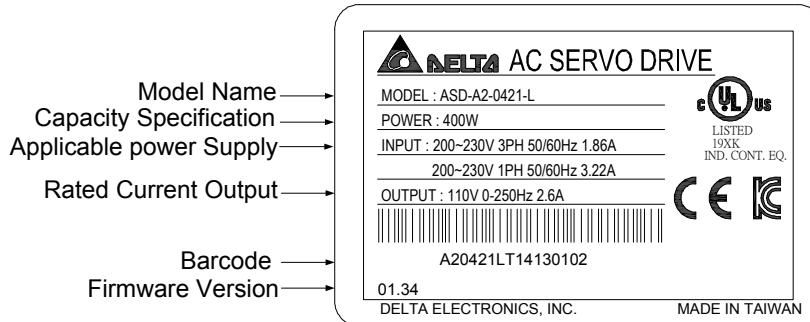 DELTA AC SERVO DRIVE
Model Name
MODEL : ASD-A2-0421-L
Capacity Specification
POWER : 400W
Applicable power Supply
INPUT : 200~230V 3PH 50/60Hz 1.86A
200~230V 1PH 50/60Hz 3.22A
Rated Current Output
OUTPUT : 110V 0-250Hz 2.6A
c UL US
LISTED
19XK
IND. CONT. EQ.
CE
Barcode
A20421LT14130102
Firmware Version
01.34
DELTA ELECTRONICS, INC.
MADE IN TAIWAN